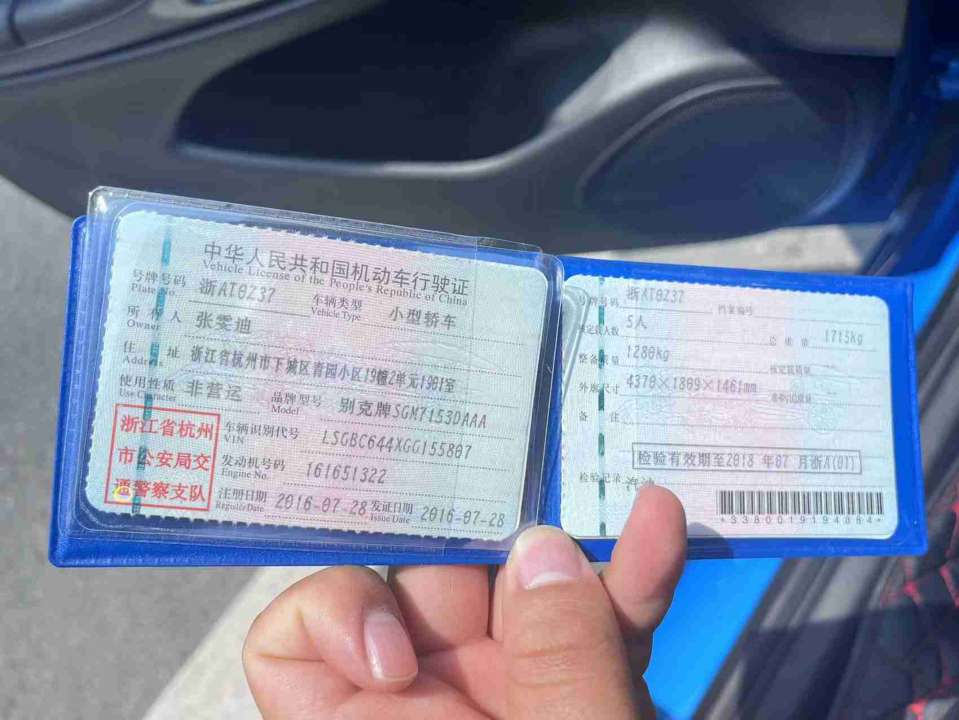 中华人民共和国机动车行驶证
Vehicle License of the People's Republic of China
号牌号码 浙AT0Z37 车辆类型 小型轿车
Plate No. Vehicle Type
所有人 张雯迪
Owner
住址 浙江省杭州市下城区青园小区19幢2单元1901室
Address
使用性质 非营运 品牌型号 别克牌SGM7153DAAA
Use Character Model
浙江省杭州
市公安局交
通警察支队
车辆识别代号 LSGBC644XGG155807
VIN
发动机号码 161651322
Engine No.
注册日期 2016-07-28 发证日期 2016-07-28
Register Date Issue Date
号牌号码 浙AT0Z37 档案编号
核定载人数 5人 总质量 1715kg
整备质量 1280kg 核定载质量 --
外廓尺寸 4370×1809×1461mm 准牵引总质量 --
备注
检验有效期至2018 年07 月浙A(01)
检验记录
*3380019194084*